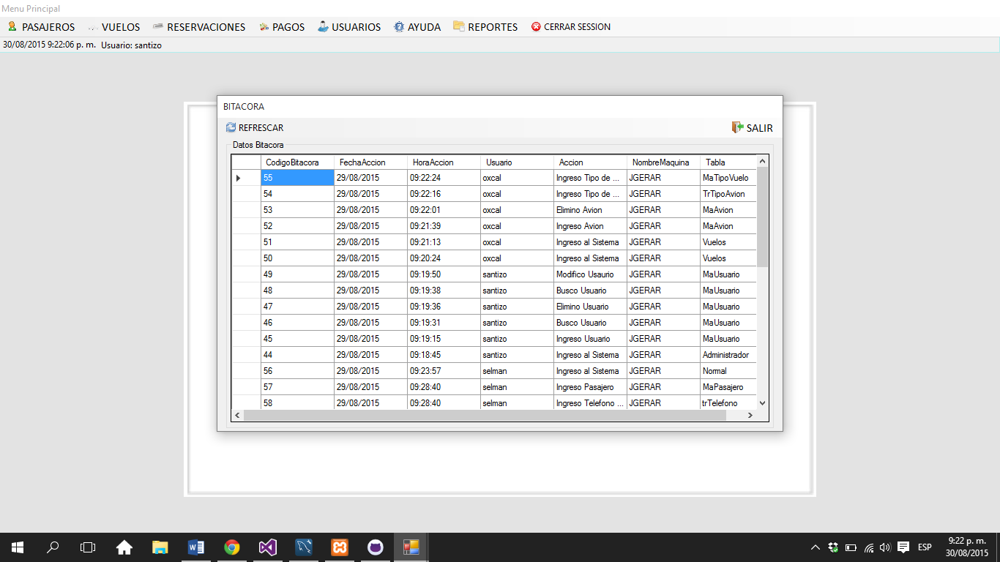 Menu Principal
PASAJEROS VUELOS RESERVACIONES PAGOS USUARIOS AYUDA REPORTES CERRAR SESSION
30/08/2015 9:22:06 p. m. Usuario: santizo
BITACORA
REFRESCAR SALIR
Datos Bitacora
CodigoBitacora FechaAccion HoraAccion Usuario Accion NombreMaquina Tabla
55 29/08/2015 09:22:24 oxcal Ingreso Tipo de ... JGERAR MaTipoVuelo
54 29/08/2015 09:22:16 oxcal Ingreso Tipo de ... JGERAR TrTipoAvion
53 29/08/2015 09:22:01 oxcal Elimino Avion JGERAR MaAvion
52 29/08/2015 09:21:39 oxcal Ingreso Avion JGERAR MaAvion
51 29/08/2015 09:21:13 oxcal Ingreso al Sistema JGERAR Vuelos
50 29/08/2015 09:20:24 oxcal Ingreso al Sistema JGERAR Vuelos
49 29/08/2015 09:19:50 santizo Modifico Usaurio JGERAR MaUsuario
48 29/08/2015 09:19:38 santizo Busco Usuario JGERAR MaUsuario
47 29/08/2015 09:19:36 santizo Elimino Usuario JGERAR MaUsuario
46 29/08/2015 09:19:31 santizo Busco Usuario JGERAR MaUsuario
45 29/08/2015 09:19:15 santizo Ingreso Usuario JGERAR MaUsuario
44 29/08/2015 09:18:45 santizo Ingreso al Sistema JGERAR Administrador
56 29/08/2015 09:23:57 selman Ingreso al Sistema JGERAR Normal
57 29/08/2015 09:28:40 selman Ingreso Pasajero JGERAR MaPasajero
58 29/08/2015 09:28:40 selman Ingreso Telefono ... JGERAR trTelefono
ESP 9:22 p. m.
30/08/2015